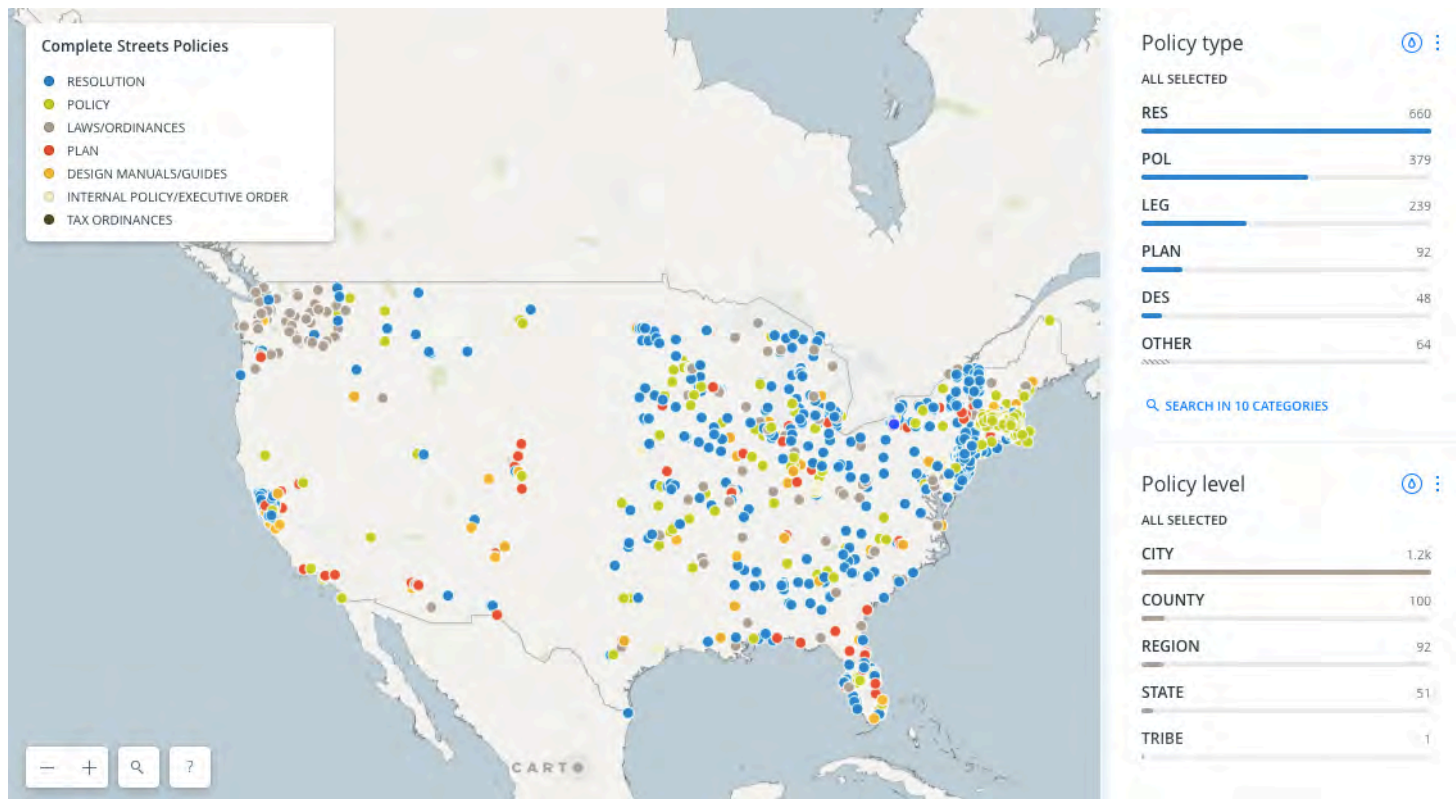 Complete Streets Policies
RESOLUTION
POLICY
LAWS/ORDINANCES
PLAN
DESIGN MANUALS/GUIDES
INTERNAL POLICY/EXECUTIVE ORDER
TAX ORDINANCES
?
CARTO
Policy type
ALL SELECTED
RES 660
POL 379
LEG 239
PLAN 92
DES 48
OTHER 64
SEARCH IN 10 CATEGORIES
Policy level
ALL SELECTED
CITY 1.2k
COUNTY 100
REGION 92
STATE 51
TRIBE 1